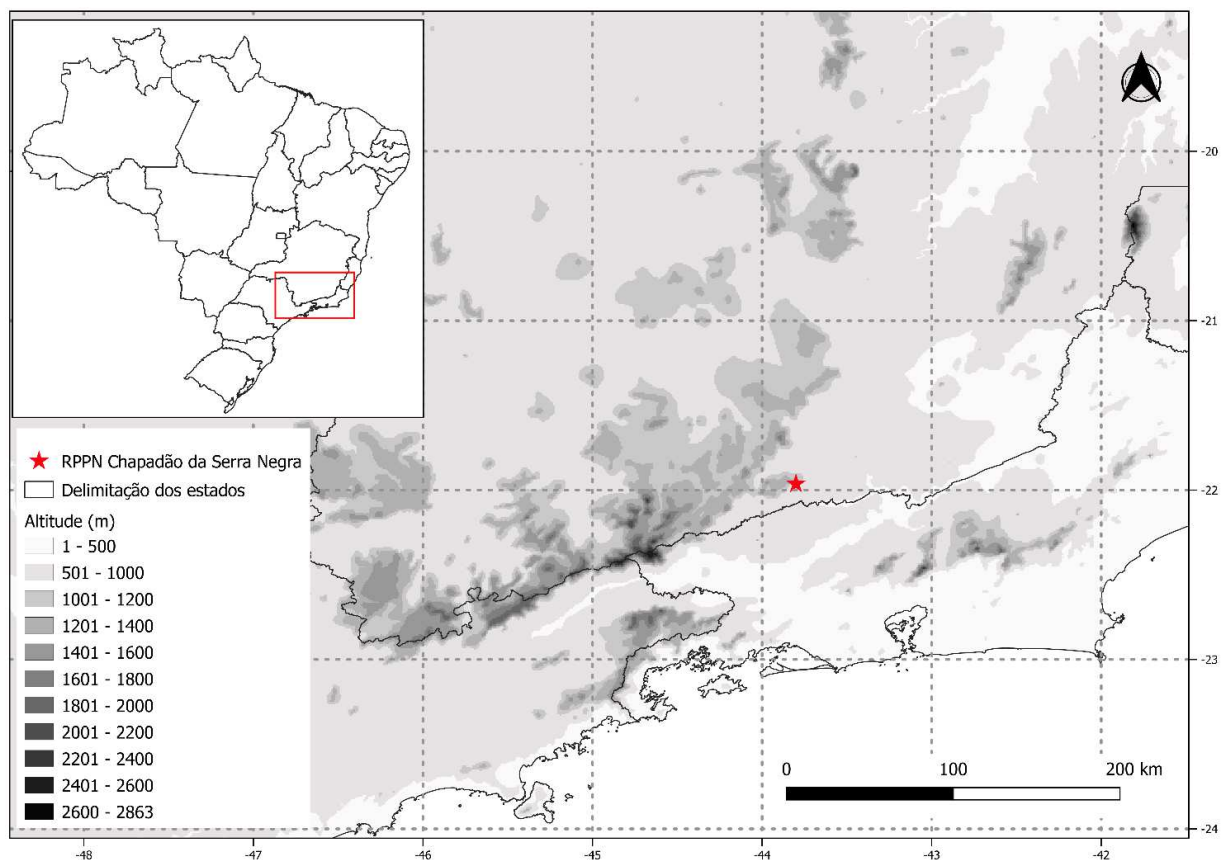 RPPN Chapadão da Serra Negra
Delimitação dos estados
Altitude (m)
1 - 500
501 - 1000
1001 - 1200
1201 - 1400
1401 - 1600
1601 - 1800
1801 - 2000
2001 - 2200
2201 - 2400
2401 - 2600
2600 - 2863
-20
-21
-22
-23
-24
0 100 200 km
-48 -47 -46 -45 -44 -43 -42